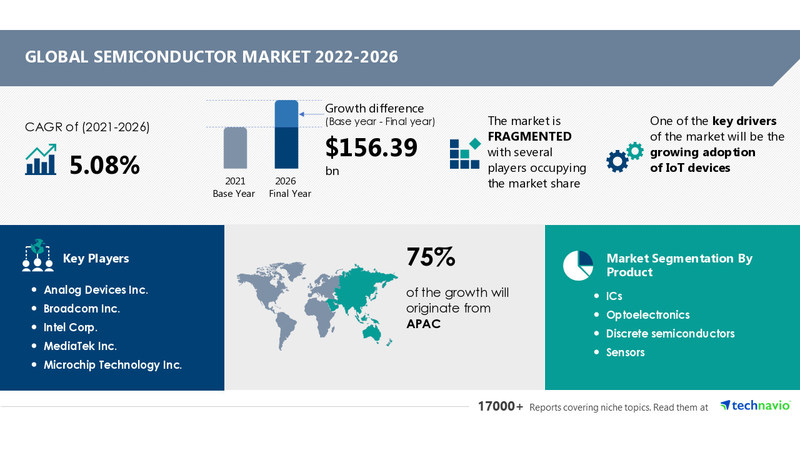 GLOBAL SEMICONDUCTOR MARKET 2022-2026
CAGR of (2021-2026)
5.08%
2021
Base Year
2026
Final Year
Growth difference
(Base year - Final year)
$156.39
bn
The market is
FRAGMENTED
with several
players occupying
the market share
One of the key drivers
of the market will be the
growing adoption
of IoT devices
Key Players
• Analog Devices Inc.
• Broadcom Inc.
• Intel Corp.
• MediaTek Inc.
• Microchip Technology Inc.
75%
of the growth will
originate from
APAC
Market Segmentation By
Product
• ICs
• Optoelectronics
• Discrete semiconductors
• Sensors
17000+ Reports covering niche topics. Read them at
technavio